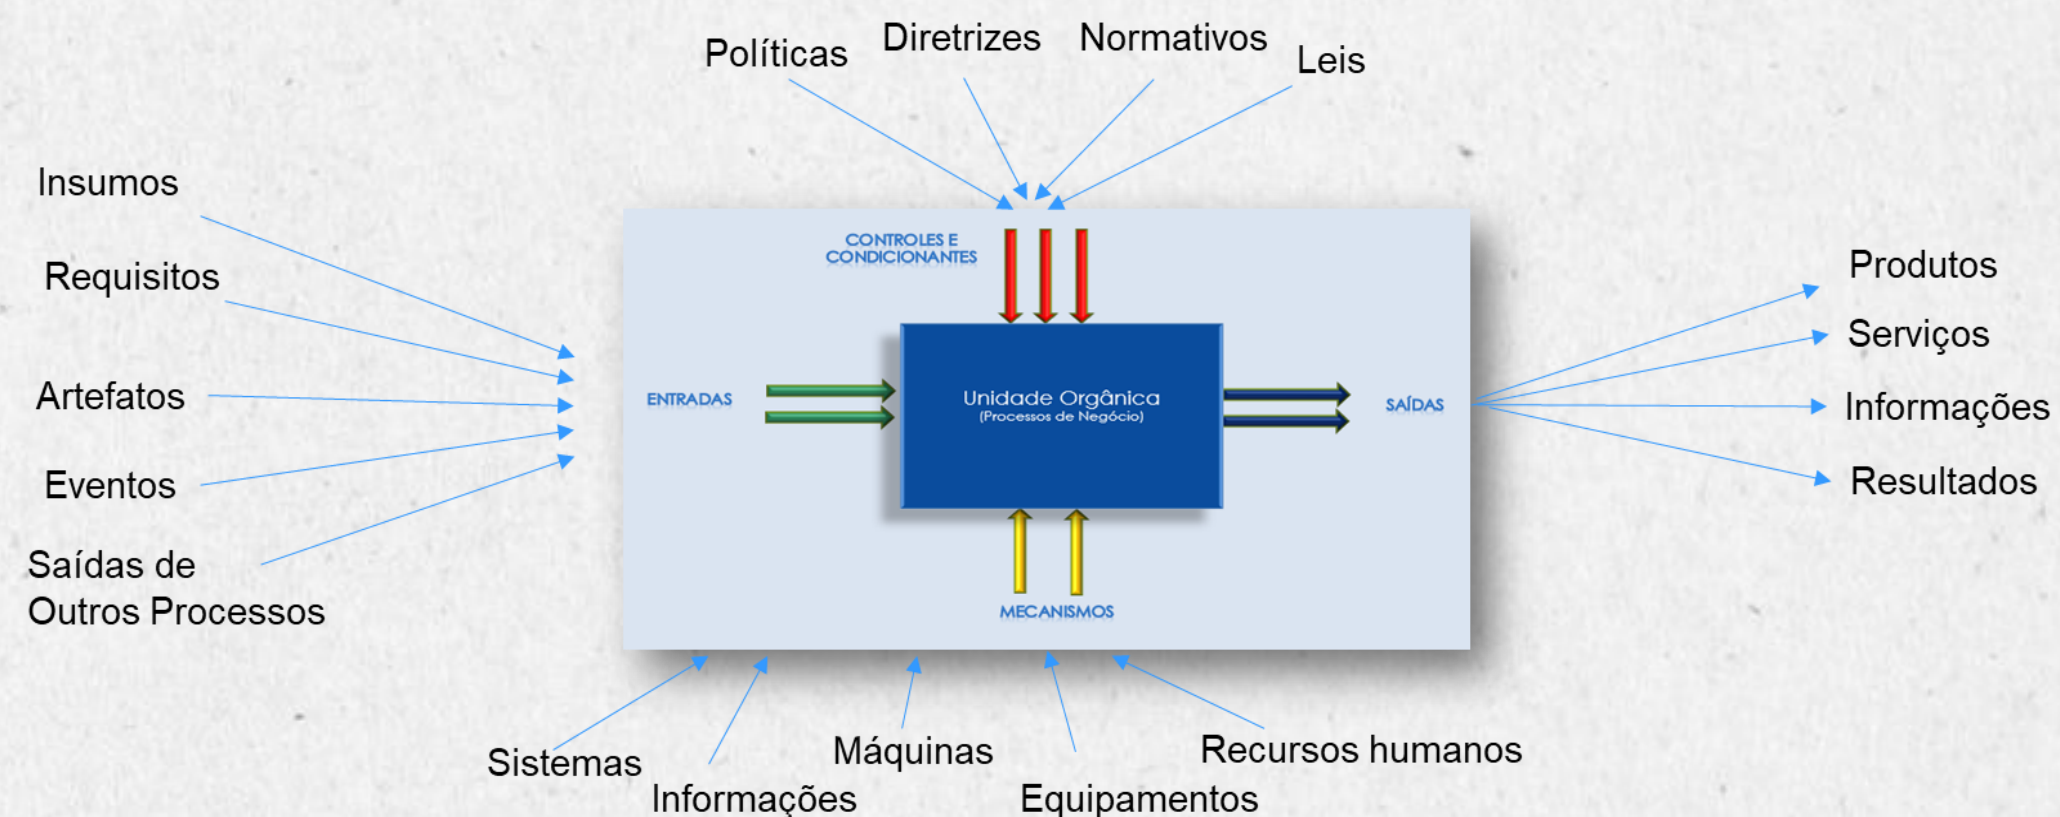 Políticas
Diretrizes
Normativos
Leis
Insumos
Requisitos
Artefatos
Eventos
Saídas de
Outros Processos
CONTROLES E
CONDICIONANTES
ENTRADAS
Unidade Orgânica
(Processos de Negócio)
SAÍDAS
MECANISMOS
Produtos
Serviços
Informações
Resultados
Sistemas
Informações
Máquinas
Equipamentos
Recursos humanos